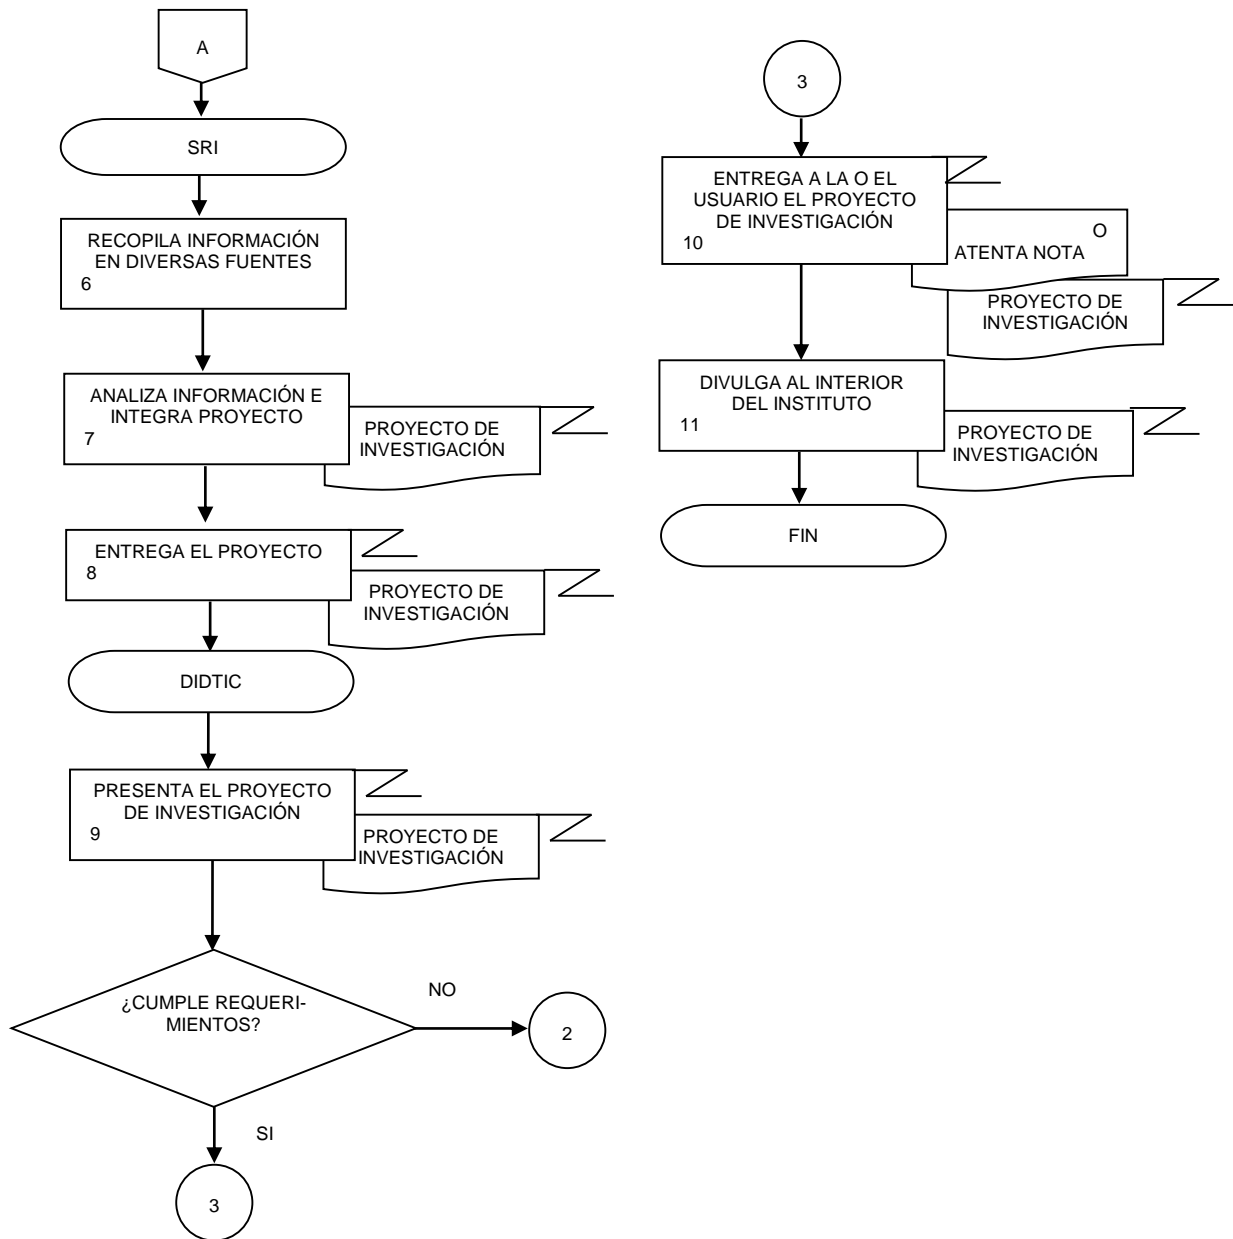 A
SRI
RECOPILA INFORMACIÓN
EN DIVERSAS FUENTES
6
ANALIZA INFORMACIÓN E
INTEGRA PROYECTO
7
PROYECTO DE
INVESTIGACIÓN
ENTREGA EL PROYECTO
8
PROYECTO DE
INVESTIGACIÓN
DIDTIC
PRESENTA EL PROYECTO
DE INVESTIGACIÓN
9
PROYECTO DE
INVESTIGACIÓN
¿CUMPLE REQUERI-
MIENTOS?
NO
2
SI
3
3
ENTREGA A LA O EL
USUARIO EL PROYECTO
DE INVESTIGACIÓN
10
O
ATENTA NOTA
PROYECTO DE
INVESTIGACIÓN
DIVULGA AL INTERIOR
DEL INSTITUTO
11
PROYECTO DE
INVESTIGACIÓN
FIN